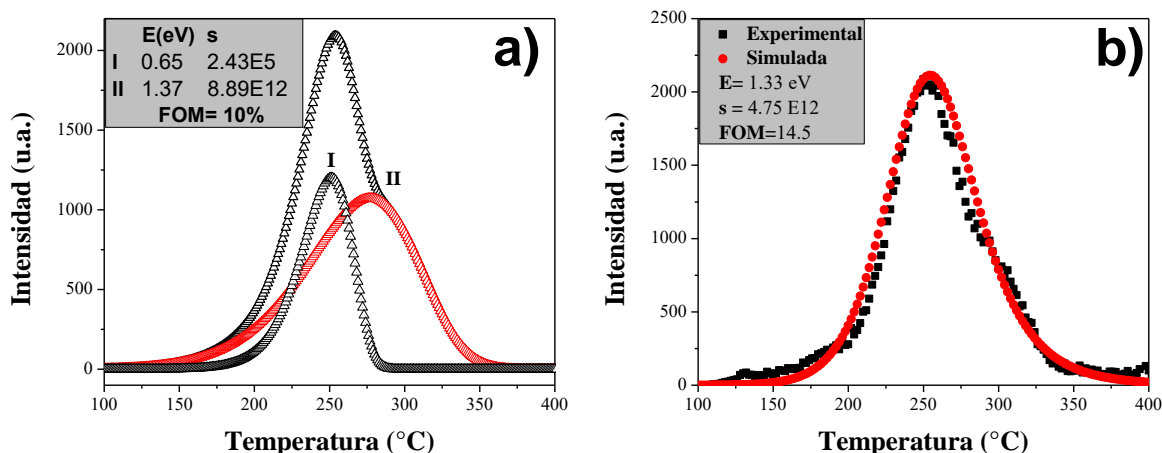 a)
E(eV) s
I 0.65 2.43E5
II 1.37 8.89E12
FOM= 10%
2000
1500
1000
500
0
I
II
100 150 200 250 300 350 400
Intensidad (u.a.)
Temperatura (°C)
b)
Experimental
Simulada
E= 1.33 eV
s = 4.75 E12
FOM=14.5
2500
2000
1500
1000
500
0
100 150 200 250 300 350 400
Intensidad (u.a.)
Temperatura (°C)